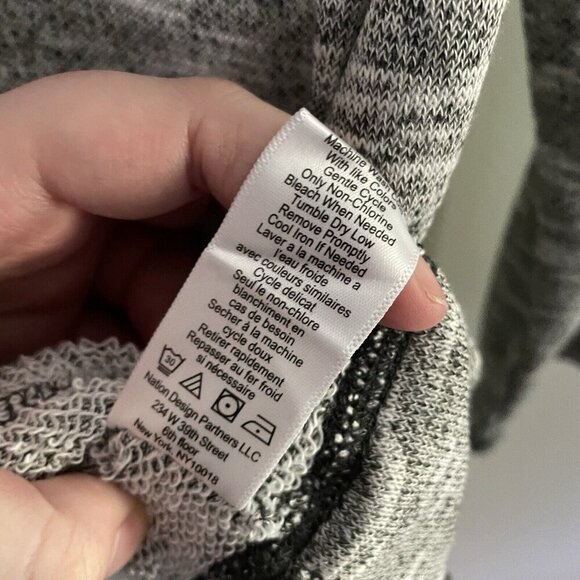 Machine Wash
With like Colors
Gentle Cycle
Only Non-Chlorine
Bleach When Needed
Tumble Dry Low
Remove Promptly
Cool Iron If Needed
Laver a la machine a
l'eau froide
avec couleurs similaires
Cycle delicat
Seul le non-chlore
blanchiment en
cas de besoin
Secher à la machine
cycle doux
Retirer rapidement
Repasser au fer froid
si nécessaire
30
Nation Design Partners LLC
234 W 39th Street
6th floor
New York, NY10018